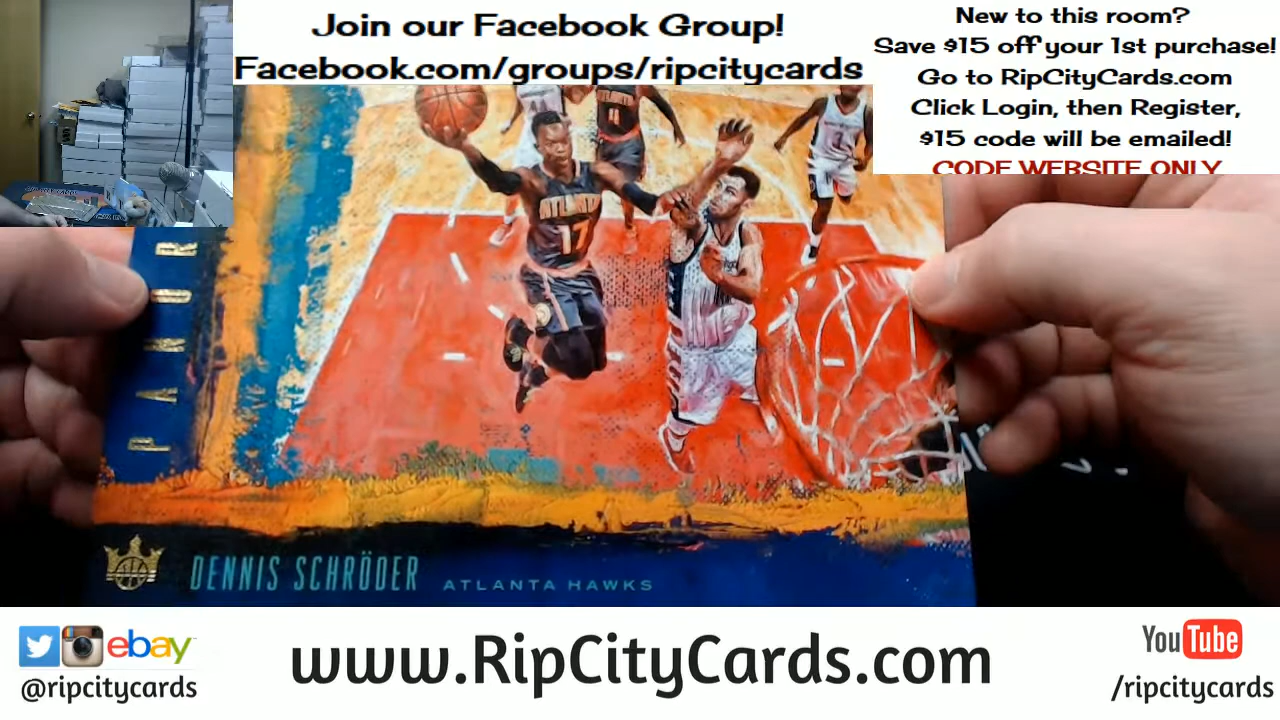 Join our Facebook Group!
Facebook.com/groups/ripcitycards
New to this room?
Save $15 off your 1st purchase!
Go to RipCityCards.com
Click Login, then Register,
$15 code will be emailed!
CODE WEBSITE ONLY
ATLANTA
17
PANOR
DENNIS SCHRÖDER
ATLANTA HAWKS
ebay
@ripcitycards
www.RipCityCards.com
YouTube
/ripcitycards